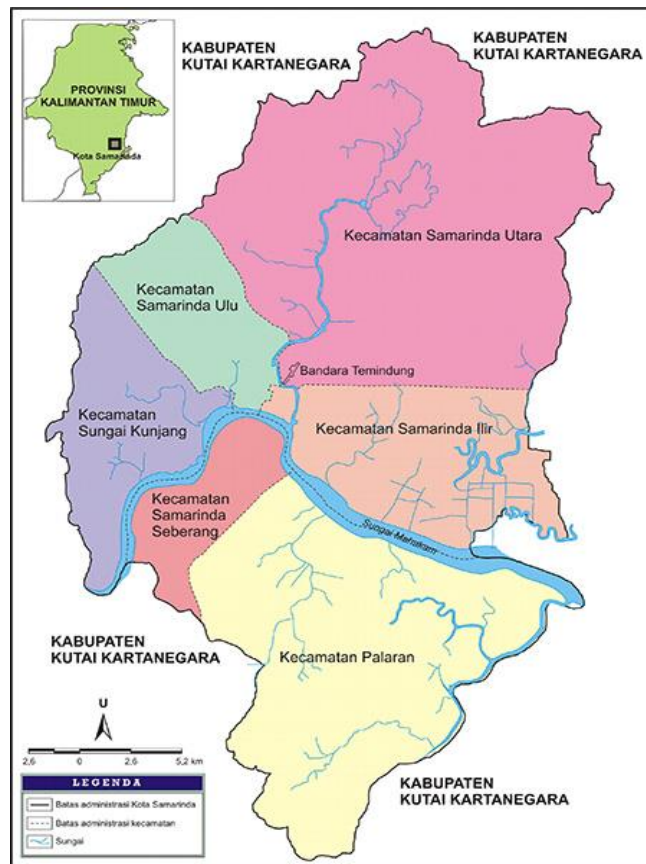 KABUPATEN
KUTAI KARTANEGARA
KABUPATEN
KUTAI KARTANEGARA
PROVINSI
KALIMANTAN TIMUR
Kota Samarinda
Kecamatan Samarinda Utara
Kecamatan
Samarinda Ulu
Bandara Temindung
Kecamatan
Sungai Kunjang
Kecamatan Samarinda Ilir
Kecamatan
Samarinda
Seberang
Sungai Mahakam
KABUPATEN
KUTAI KARTANEGARA
Kecamatan Palaran
U
2,6 0 2,6 5,2 km
KABUPATEN
KUTAI KARTANEGARA
LEGENDA
Batas administrasi Kota Samarinda
Batas administrasi kecamatan
Sungai